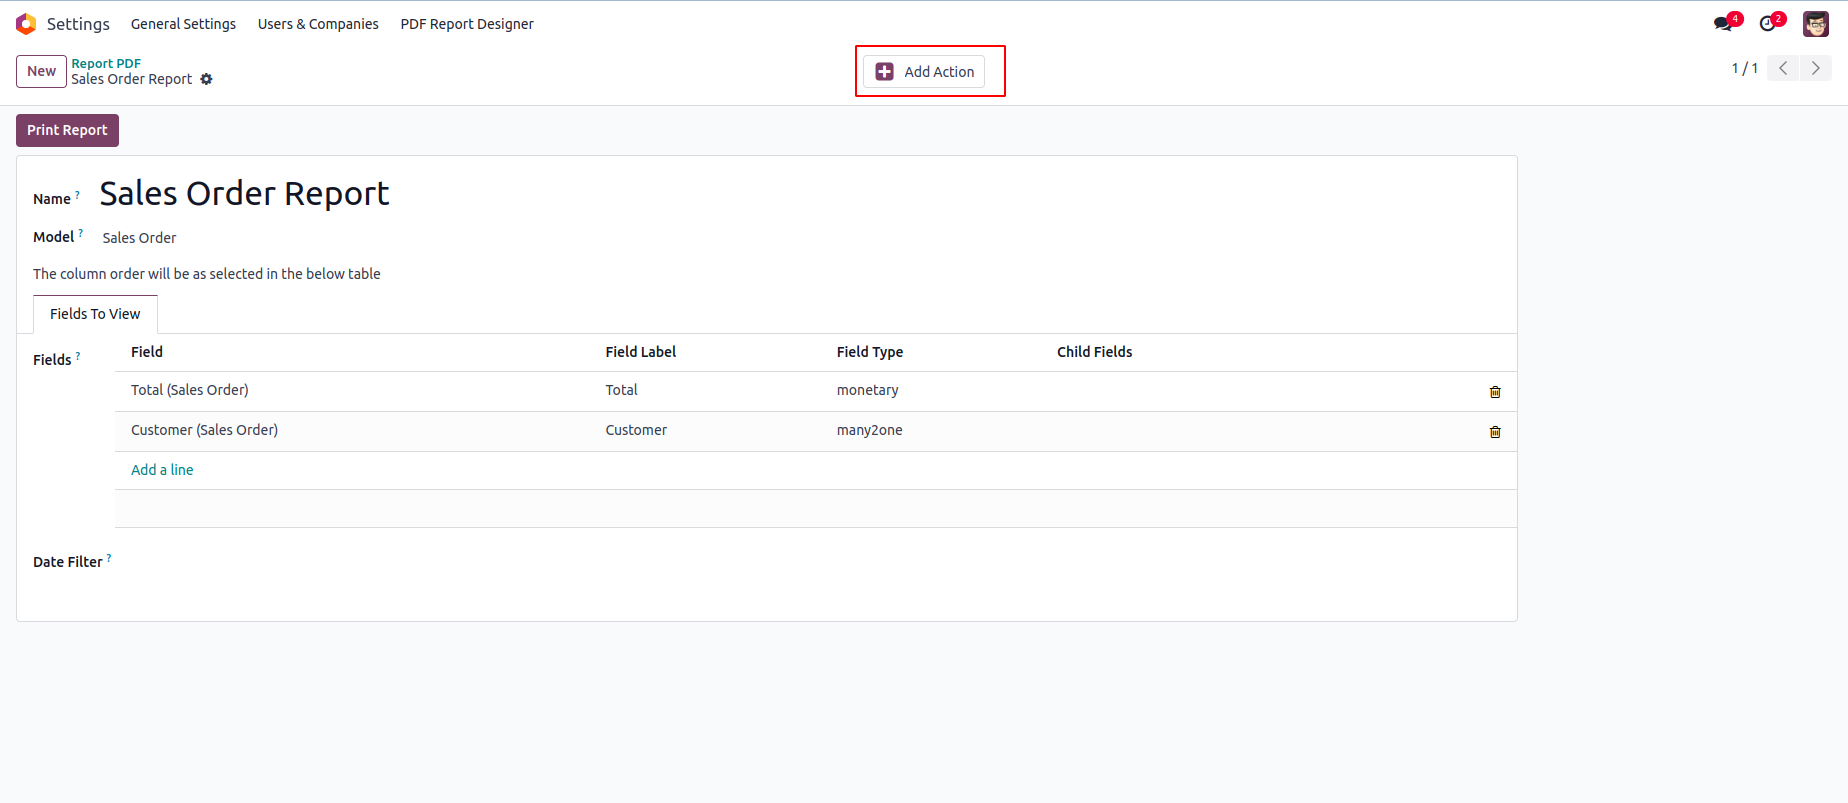 Settings General Settings Users & Companies PDF Report Designer 4 2
New Report PDF
Sales Order Report
Add Action
1 / 1
Print Report
Name ? Sales Order Report
Model ? Sales Order
The column order will be as selected in the below table
Fields To View
Fields ? Field Field Label Field Type Child Fields
Total (Sales Order) Total monetary
Customer (Sales Order) Customer many2one
Add a line
Date Filter ?